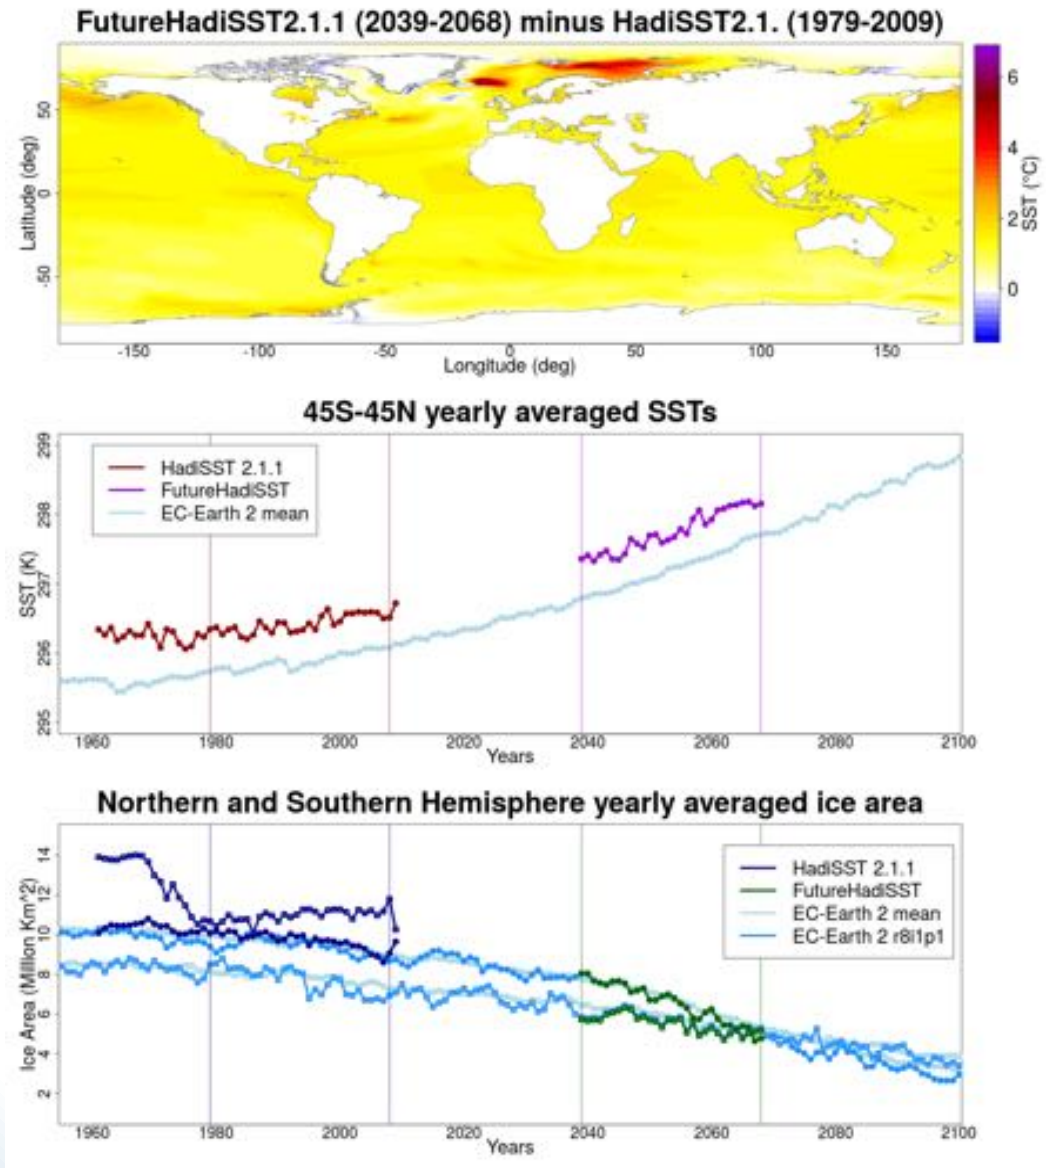 FutureHadiSST2.1.1 (2039-2068) minus HadiSST2.1. (1979-2009)
Latitude (deg)
50
0
-50
-150
-100
-50
0
50
100
150
Longitude (deg)
6
4
2
0
SST (°C)
45S-45N yearly averaged SSTs
SST (K)
299
298
297
296
295
HadISST 2.1.1
FutureHadISST
EC-Earth 2 mean
1960
1980
2000
2020
2040
2060
2080
2100
Years
Northern and Southern Hemisphere yearly averaged ice area
Ice Area (Million Km^2)
14
12
10
8
6
4
2
HadISST 2.1.1
FutureHadISST
EC-Earth 2 mean
EC-Earth 2 r8i1p1
1960
1980
2000
2020
2040
2060
2080
2100
Years